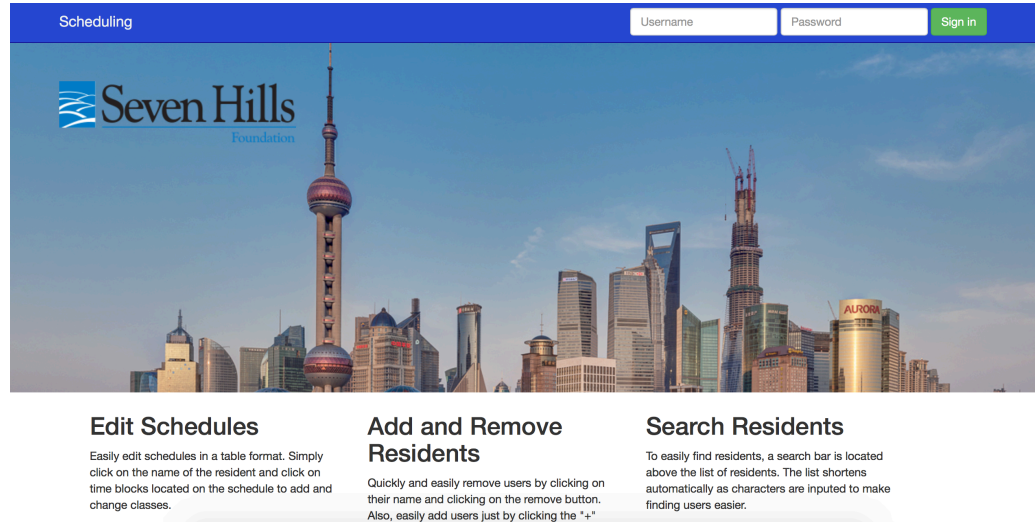 Scheduling
Username
Password
Sign in
Seven Hills
Foundation
AURORA
Edit Schedules
Easily edit schedules in a table format. Simply
click on the name of the resident and click on
time blocks located on the schedule to add and
change classes.
Add and Remove
Residents
Quickly and easily remove users by clicking on
their name and clicking on the remove button.
Also, easily add users just by clicking the "+"
Search Residents
To easily find residents, a search bar is located
above the list of residents. The list shortens
automatically as characters are inputed to make
finding users easier.